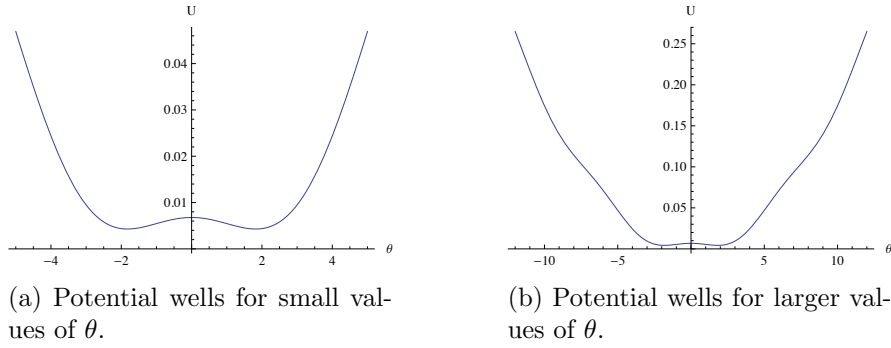 U
0.04
0.03
0.02
0.01
−4
−2
2
4
θ
(a) Potential wells for small val-
ues of θ.
U
0.25
0.20
0.15
0.10
0.05
−10
−5
5
10
θ
(b) Potential wells for larger val-
ues of θ.